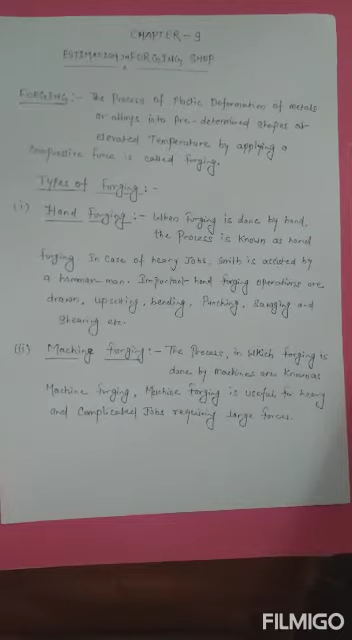 CHAPTER-9
ESTIMATION IN FORGING SHOP
FORGING:- The Process of Plastic Deformation of metals
or alloys into Pre-determined shapes at
elevated Temperature by applying a
Compressive force is called forging.
Types of Forging:-
(i) Hand Forging:- When forging is done by hand,
the Process is known as hand
forging. In case of heavy Jobs, Smith is assisted by
a hamman man. Important hand forging operations are
drawn, upsetting, bending, Punching, Swaging and
Shearing etc.
(ii) Machine forging:- The Process, in which forging is
done by machines are known as
Machine forging, Machine forging is useful for heavy
and Complicated Jobs requiring large forces.
FILMIGO